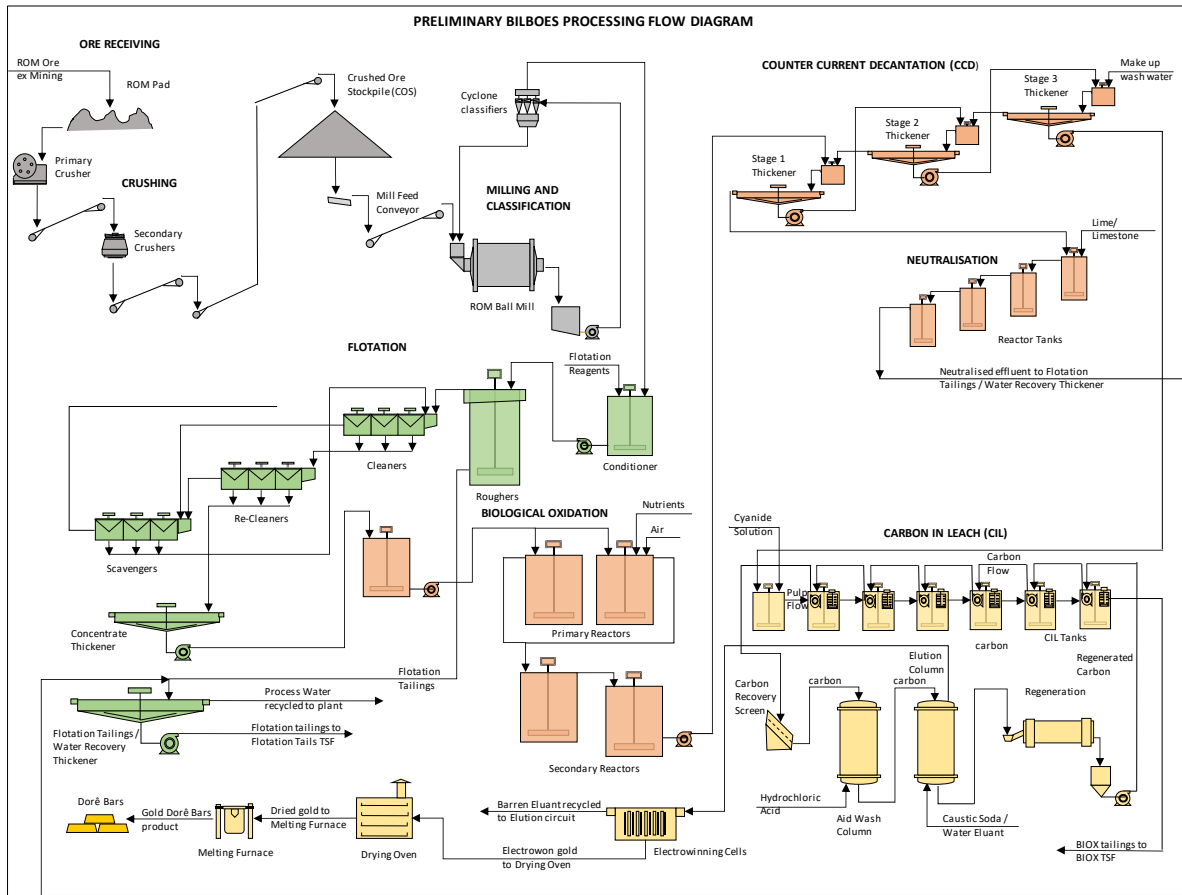 PRELIMINARY BILBOES PROCESSING FLOW DIAGRAM
ORE RECEIVING
ROM Ore
ex Mining
ROM Pad
Primary
Crusher
CRUSHING
Secondary
Crushers
Crushed Ore
Stockpile (COS)
Mill Feed
Conveyor
Cyclone
classifiers
MILLING AND
CLASSIFICATION
ROM Ball Mill
COUNTER CURRENT DECANTATION (CCD)
Make up
wash water
Stage 3
Thickener
Stage 2
Thickener
Stage 1
Thickener
Lime/
Limestone
NEUTRALISATION
Reactor Tanks
Neutralised effluent to Flotation
Tailings / Water Recovery Thickener
FLOTATION
Flotation
Reagents
Conditioner
Roughers
Cleaners
Re-Cleaners
Scavengers
Concentrate
Thickener
BIOLOGICAL OXIDATION
Nutrients
Air
Primary Reactors
Secondary Reactors
Flotation
Tailings
Process Water
recycled to plant
Flotation tailings to
Flotation Tails TSF
Flotation Tailings /
Water Recovery
Thickener
Cyanide
Solution
CARBON IN LEACH (CIL)
Carbon
Flow
Pulp
Flow
carbon
CIL Tanks
Elution
Column
Regenerated
Carbon
Carbon
Recovery
Screen
carbon
carbon
Regeneration
Hydrochloric
Acid
Aid Wash
Column
Caustic Soda /
Water Eluant
BIOX tailings to
BIOX TSF
Dorê Bars
Gold Dorê Bars
product
Melting Furnace
Dried gold to
Melting Furnace
Drying Oven
Barren Eluant recycled
to Elution circuit
Electrowon gold
to Drying Oven
Electrowinning Cells